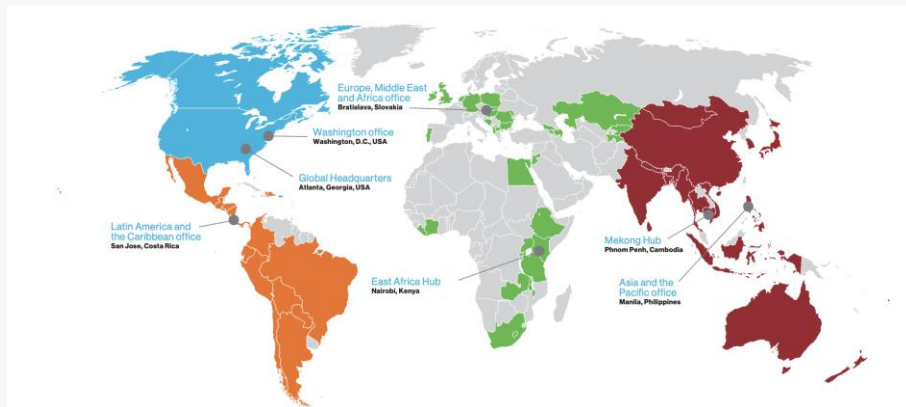 Europe, Middle East
and Africa office
Bratislava, Slovakia
Washington office
Washington, D.C., USA
Global Headquarters
Atlanta, Georgia, USA
Latin America and
the Caribbean office
San Jose, Costa Rica
East Africa Hub
Nairobi, Kenya
Mekong Hub
Phnom Penh, Cambodia
Asia and the
Pacific office
Manila, Philippines